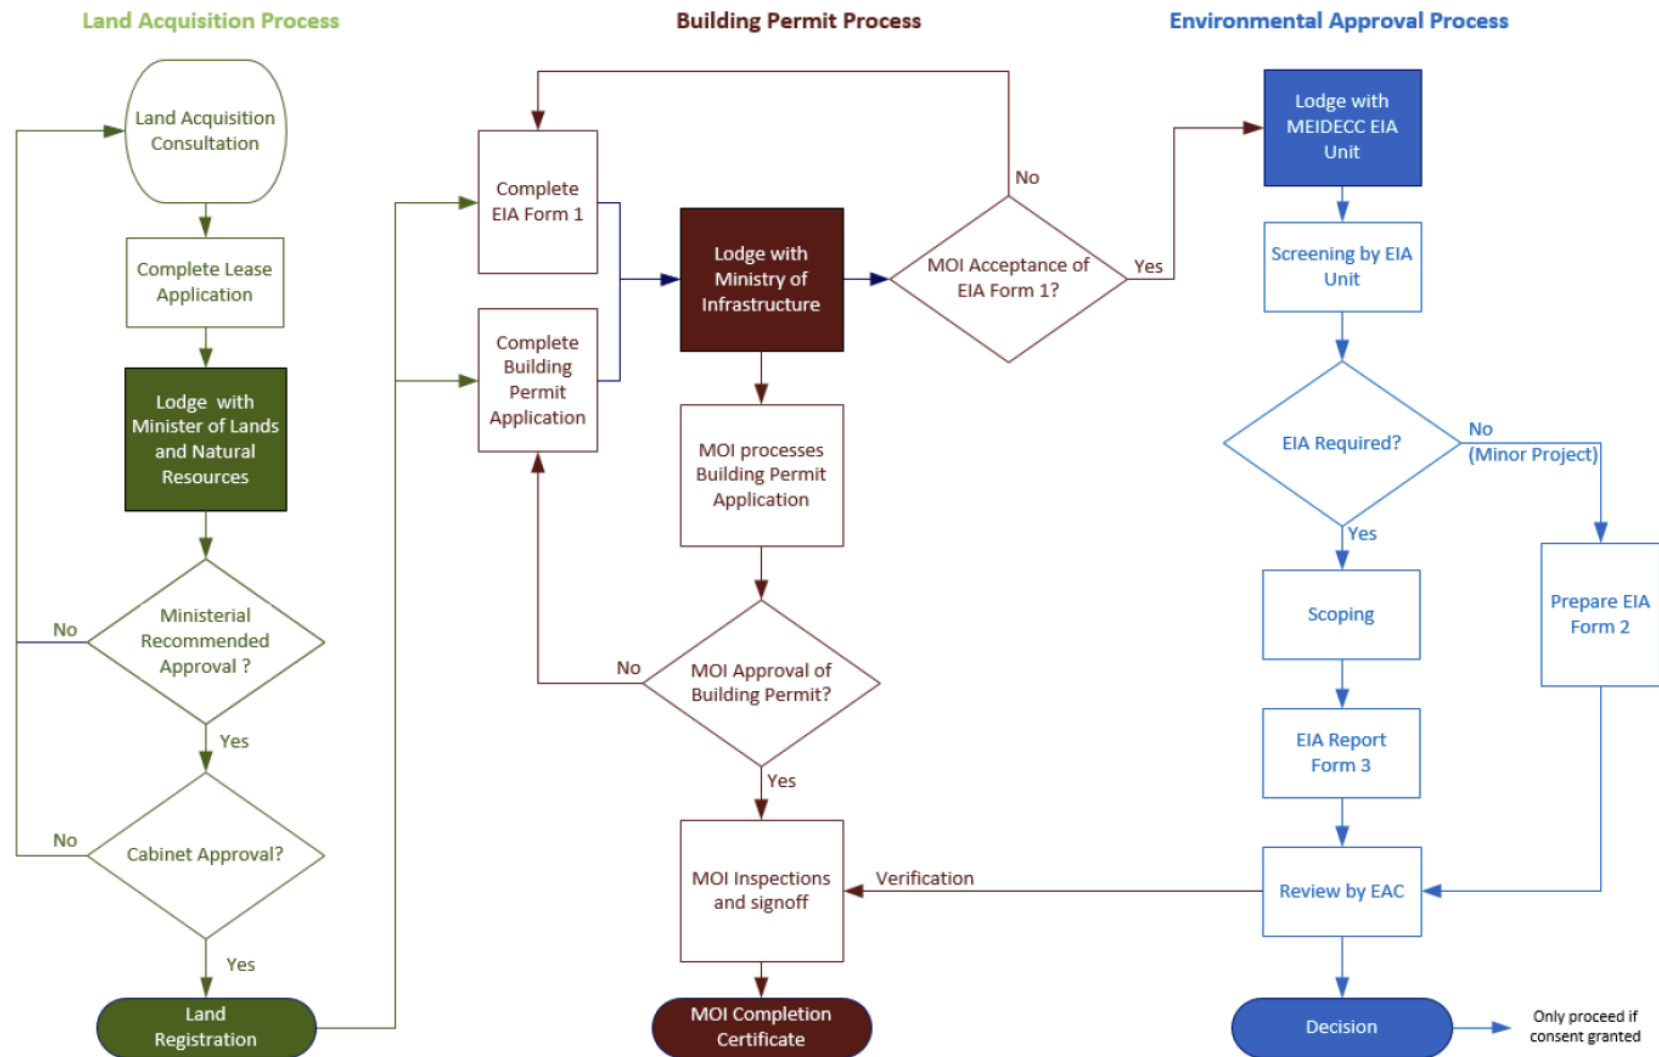 Land Acquisition Process
Land Acquisition
Consultation
Complete Lease
Application
Lodge with
Minister of Lands
and Natural
Resources
Ministerial
Recommended
Approval ?
No
Yes
Cabinet Approval?
No
Yes
Land
Registration
Building Permit Process
Complete
EIA Form 1
Complete
Building
Permit
Application
Lodge with
Ministry of
Infrastructure
MOI Acceptance of
EIA Form 1?
No
Yes
MOI processes
Building Permit
Application
MOI Approval of
Building Permit?
No
Yes
MOI Inspections
and signoff
Verification
MOI Completion
Certificate
Environmental Approval Process
Lodge with
MEIDECC EIA
Unit
Screening by EIA
Unit
EIA Required?
No
(Minor Project)
Yes
Scoping
Prepare EIA
Form 2
EIA Report
Form 3
Review by EAC
Decision
Only proceed if
consent granted